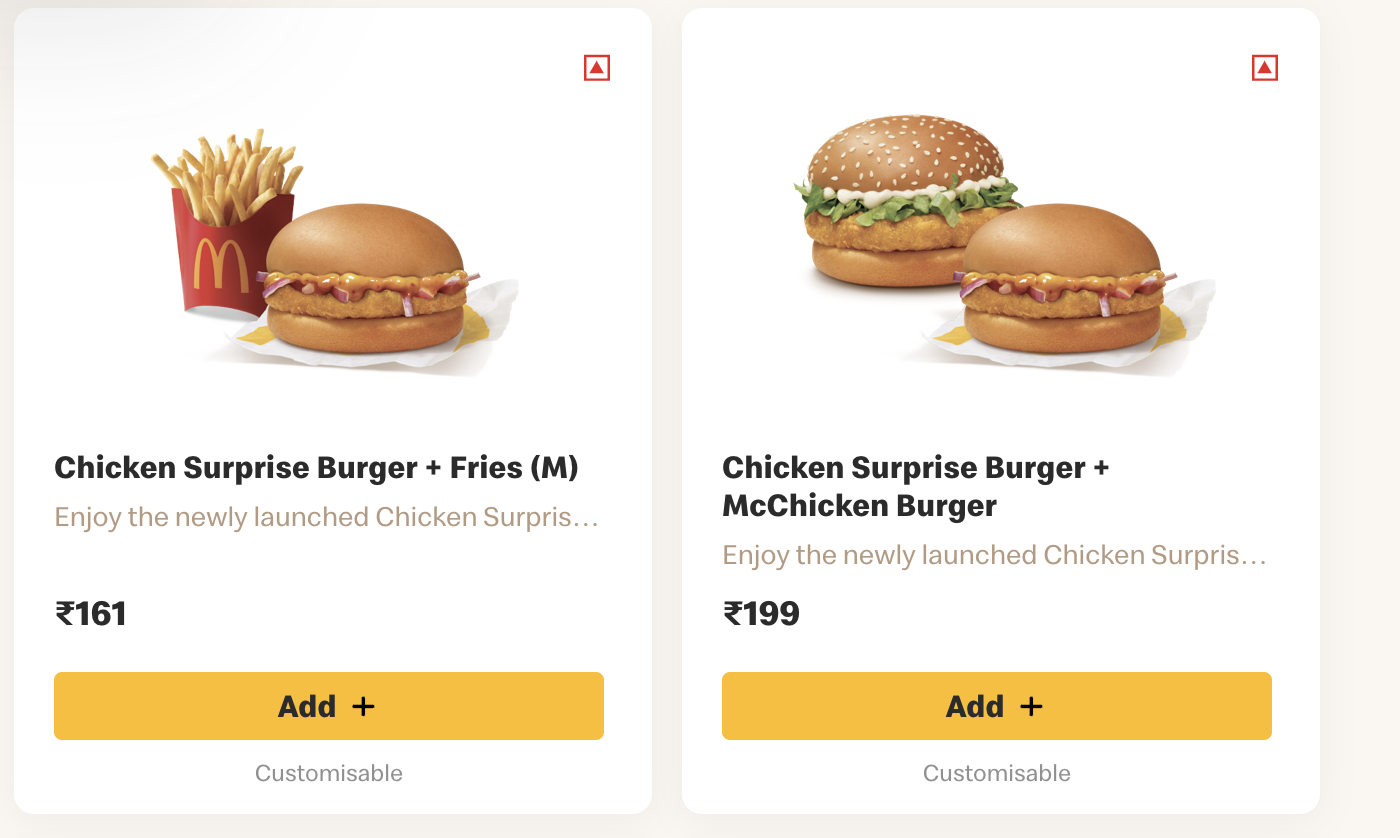 Chicken Surprise Burger + Fries (M)
Enjoy the newly launched Chicken Surpris...
₹161
Add +
Customisable
Chicken Surprise Burger +
McChicken Burger
Enjoy the newly launched Chicken Surpris...
₹199
Add +
Customisable